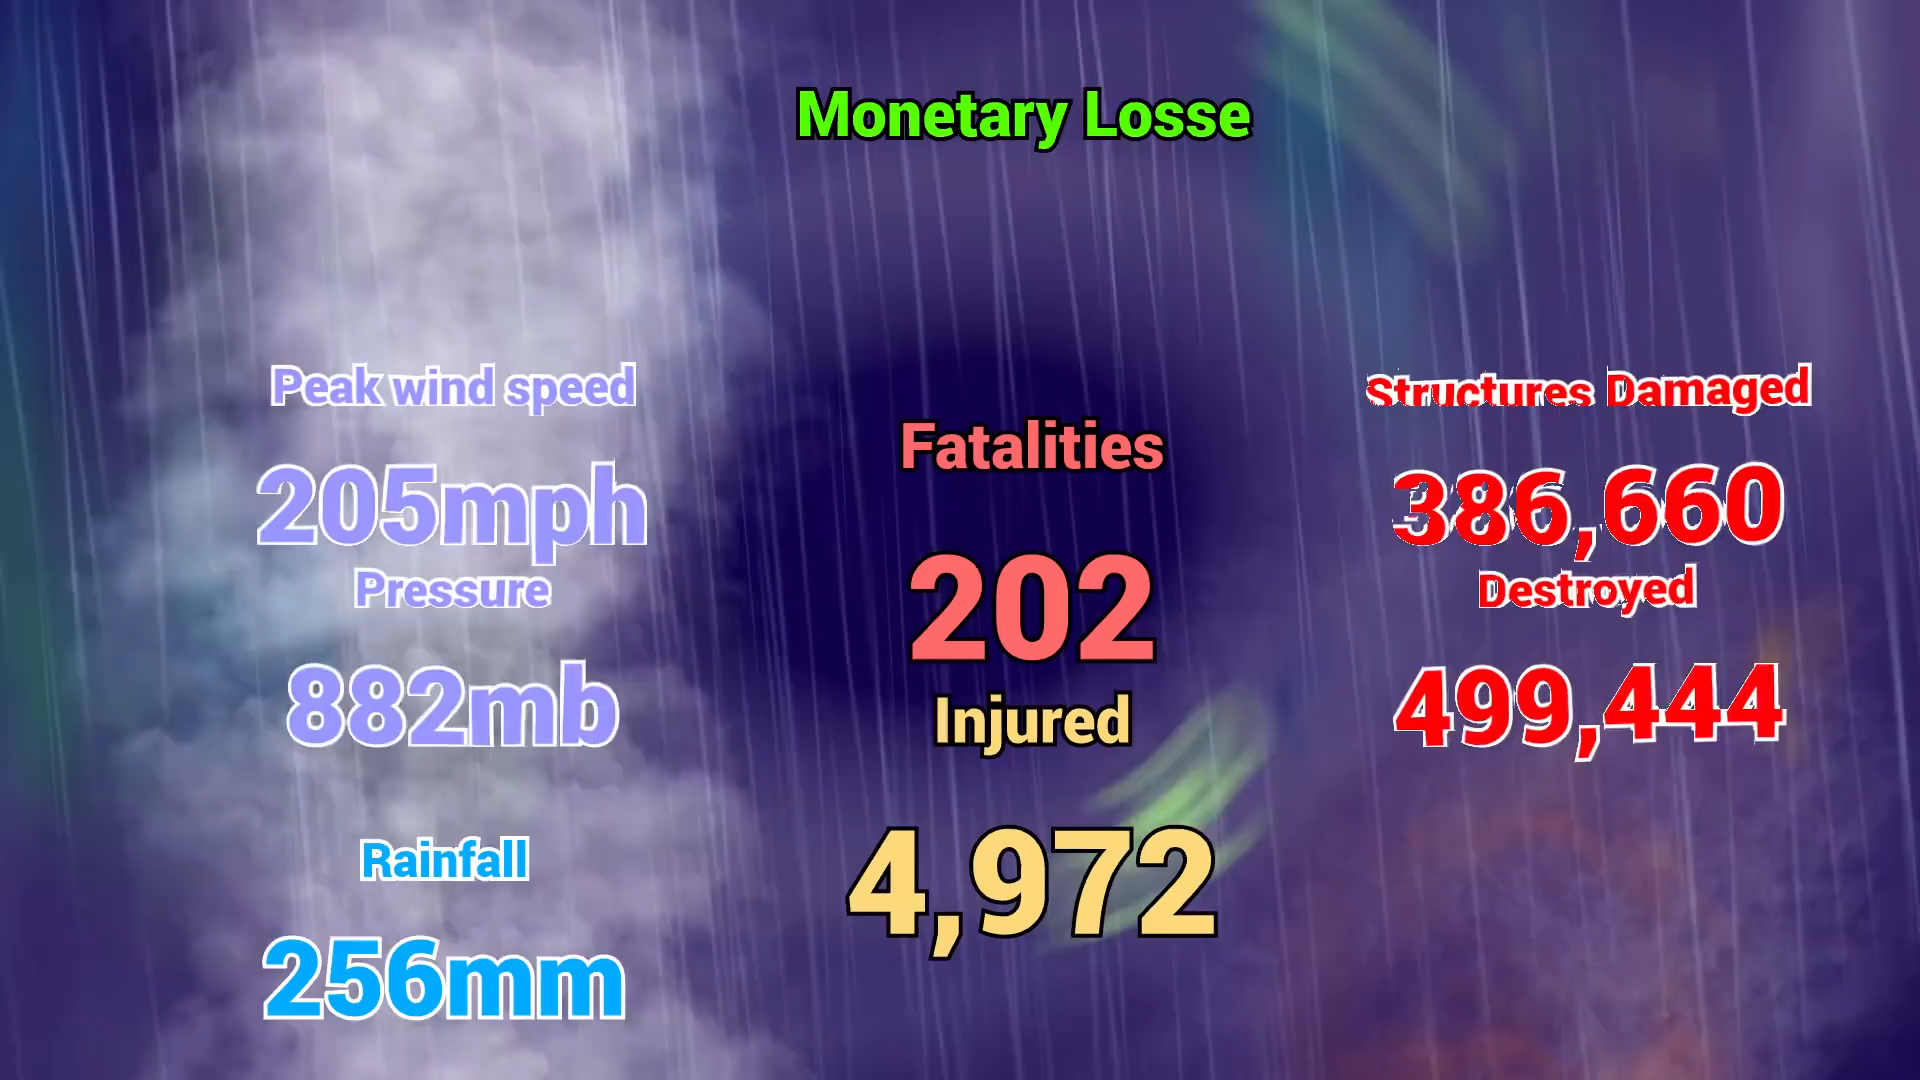 Monetary Losse
Peak wind speed
205mph
Pressure
882mb
Rainfall
256mm
Fatalities
202
Injured
4,972
Structures Damaged
386,660
Destroyed
499,444